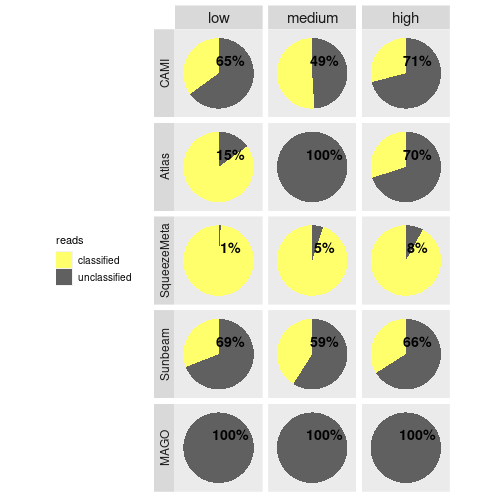 low medium high
CAMI
65% 49% 71%
Atlas
15% 100% 70%
SqueezeMeta
1% 5% 8%
reads
classified
unclassified
Sunbeam
69% 59% 66%
MAGO
100% 100% 100%